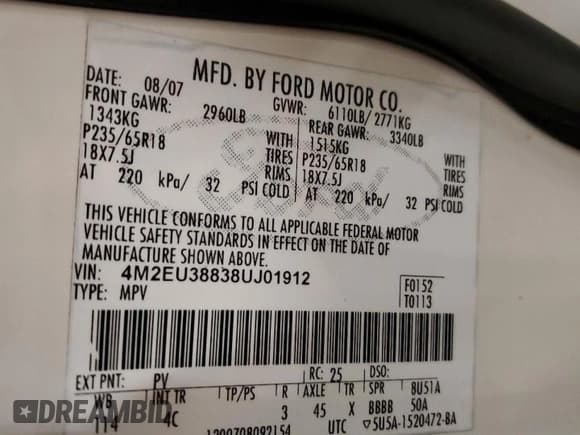 MFD. BY FORD MOTOR CO.
DATE: 08/07 GVWR: 6110LB/ 2771KG
FRONT GAWR: 2960LB REAR GAWR: 3340LB
1343KG WITH 1515KG WITH
P235/65R18 TIRES P235/65R18 TIRES
18X7.5J RIMS 18X7.5J RIMS
AT 220 kPa/ 32 PSI COLD AT 220 kPa/ 32 PSI COLD
Ford
THIS VEHICLE CONFORMS TO ALL APPLICABLE FEDERAL MOTOR
VEHICLE SAFETY STANDARDS IN EFFECT ON THE DATE OF
MANUFACTURE SHOWN ABOVE.
VIN: 4M2EU38838UJ01912 F0152
TYPE: MPV T0113
EXT PNT: PV RC: 25 DSO:
WB INT TR TP/PS R AXLE TR SPR 8U51A
114 4C 3 45 X BBBB 50A
1200708092154 UTC ▽5U5A-1520472-BA
DREAMBID